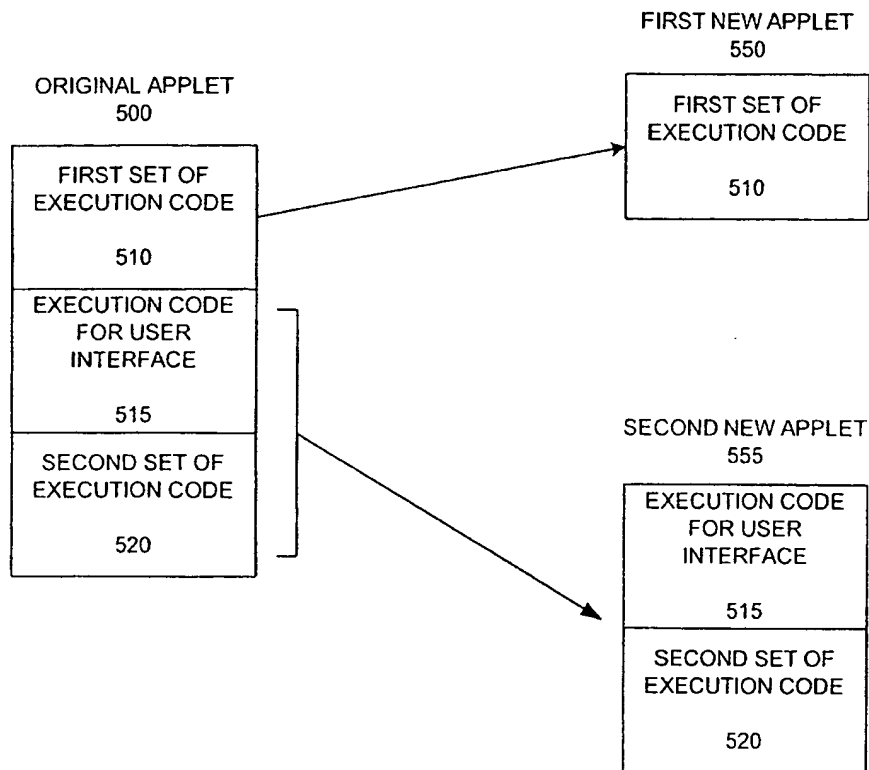 ORIGINAL APPLET
500
FIRST SET OF
EXECUTION CODE
510
EXECUTION CODE
FOR USER
INTERFACE
515
SECOND SET OF
EXECUTION CODE
520
FIRST NEW APPLET
550
FIRST SET OF
EXECUTION CODE
510
SECOND NEW APPLET
555
EXECUTION CODE
FOR USER
INTERFACE
515
SECOND SET OF
EXECUTION CODE
520